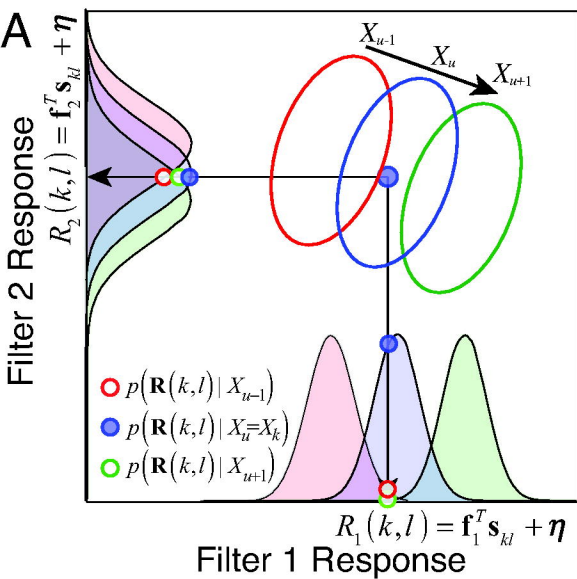 A
X_{u-1}
X_u
X_{u+1}
R_2(k,l) = f_2^T s_{kl} + η
Filter 2 Response
p(R(k,l) | X_{u-1})
p(R(k,l) | X_u=X_k)
p(R(k,l) | X_{u+1})
R_1(k,l) = f_1^T s_{kl} + η
Filter 1 Response